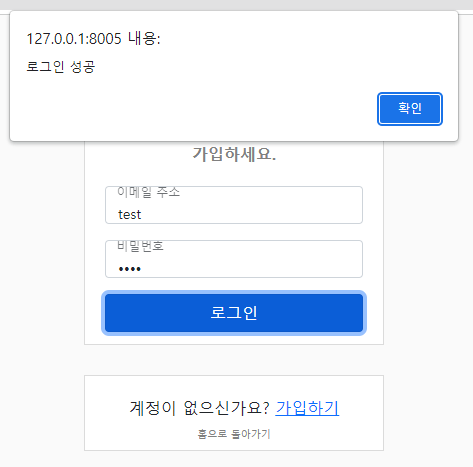 127.0.0.1:8005 내용:
로그인 성공
확인
가입하세요.
이메일 주소
test
비밀번호
••••
로그인
계정이 없으신가요? 가입하기
홈으로 돌아가기